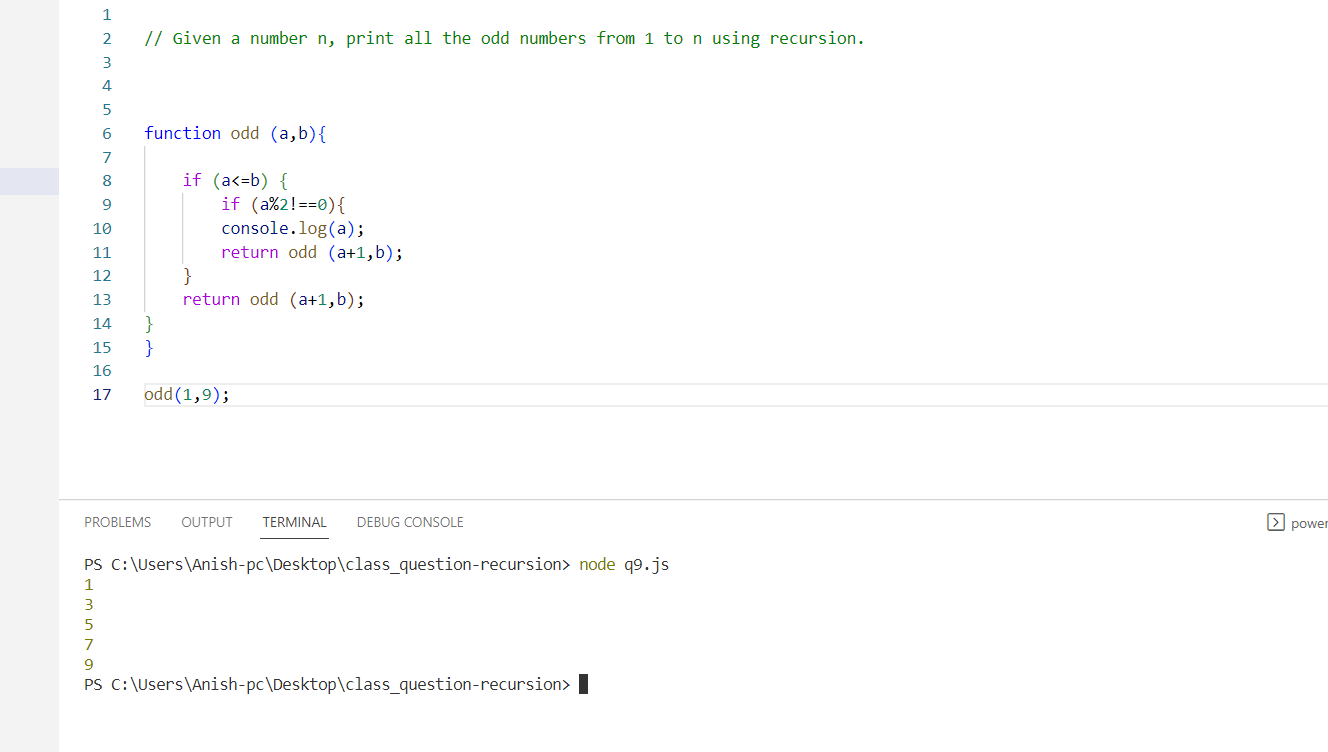 1
2 // Given a number n, print all the odd numbers from 1 to n using recursion.
3
4
5
6 function odd (a,b){
7
8     if (a<=b) {
9         if (a%2!==0){
10         console.log(a);
11         return odd (a+1,b);
12     }
13     return odd (a+1,b);
14 }
15 }
16
17 odd(1,9);
PROBLEMS OUTPUT TERMINAL DEBUG CONSOLE power
PS C:\Users\Anish-pc\Desktop\class_question-recursion> node q9.js
1
3
5
7
9
PS C:\Users\Anish-pc\Desktop\class_question-recursion>